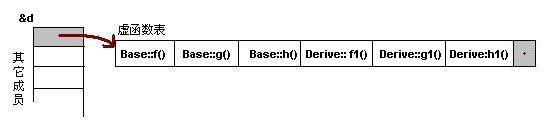 &d
虚函数表
Base::f()
Base::g()
Base::h()
Derive:: f1()
Derive::g1()
Derive:h1()
其它成员